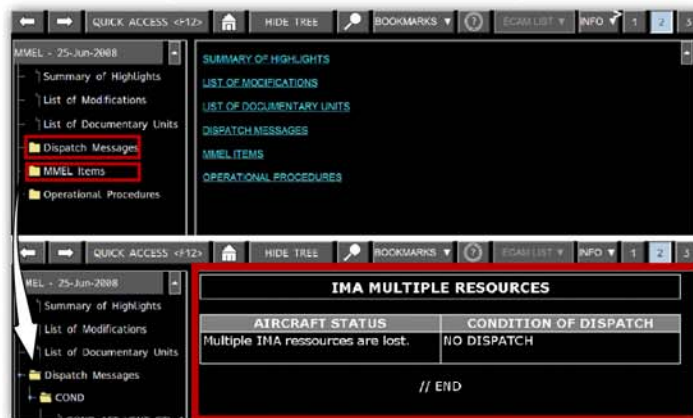 QUICK ACCESS <F12> HIDE TREE BOOKMARKS ▼ ? ECAM LIST ▼ INFO ▼ 1 2 3
MMEL - 25-Jun-2008
Summary of Highlights
List of Modifications
List of Documentary Units
Dispatch Messages
MMEL Items
Operational Procedures
SUMMARY OF HIGHLIGHTS
LIST OF MODIFICATIONS
LIST OF DOCUMENTARY UNITS
DISPATCH MESSAGES
MMEL ITEMS
OPERATIONAL PROCEDURES
QUICK ACCESS <F12> HIDE TREE BOOKMARKS ▼ ? ECAM LIST ▼ INFO ▼ 1 2 3
MEL - 25-Jun-2008
Summary of Highlights
List of Modifications
List of Documentary Units
Dispatch Messages
COND
IMA MULTIPLE RESOURCES
AIRCRAFT STATUS CONDITION OF DISPATCH
Multiple IMA ressources are lost. NO DISPATCH
// END